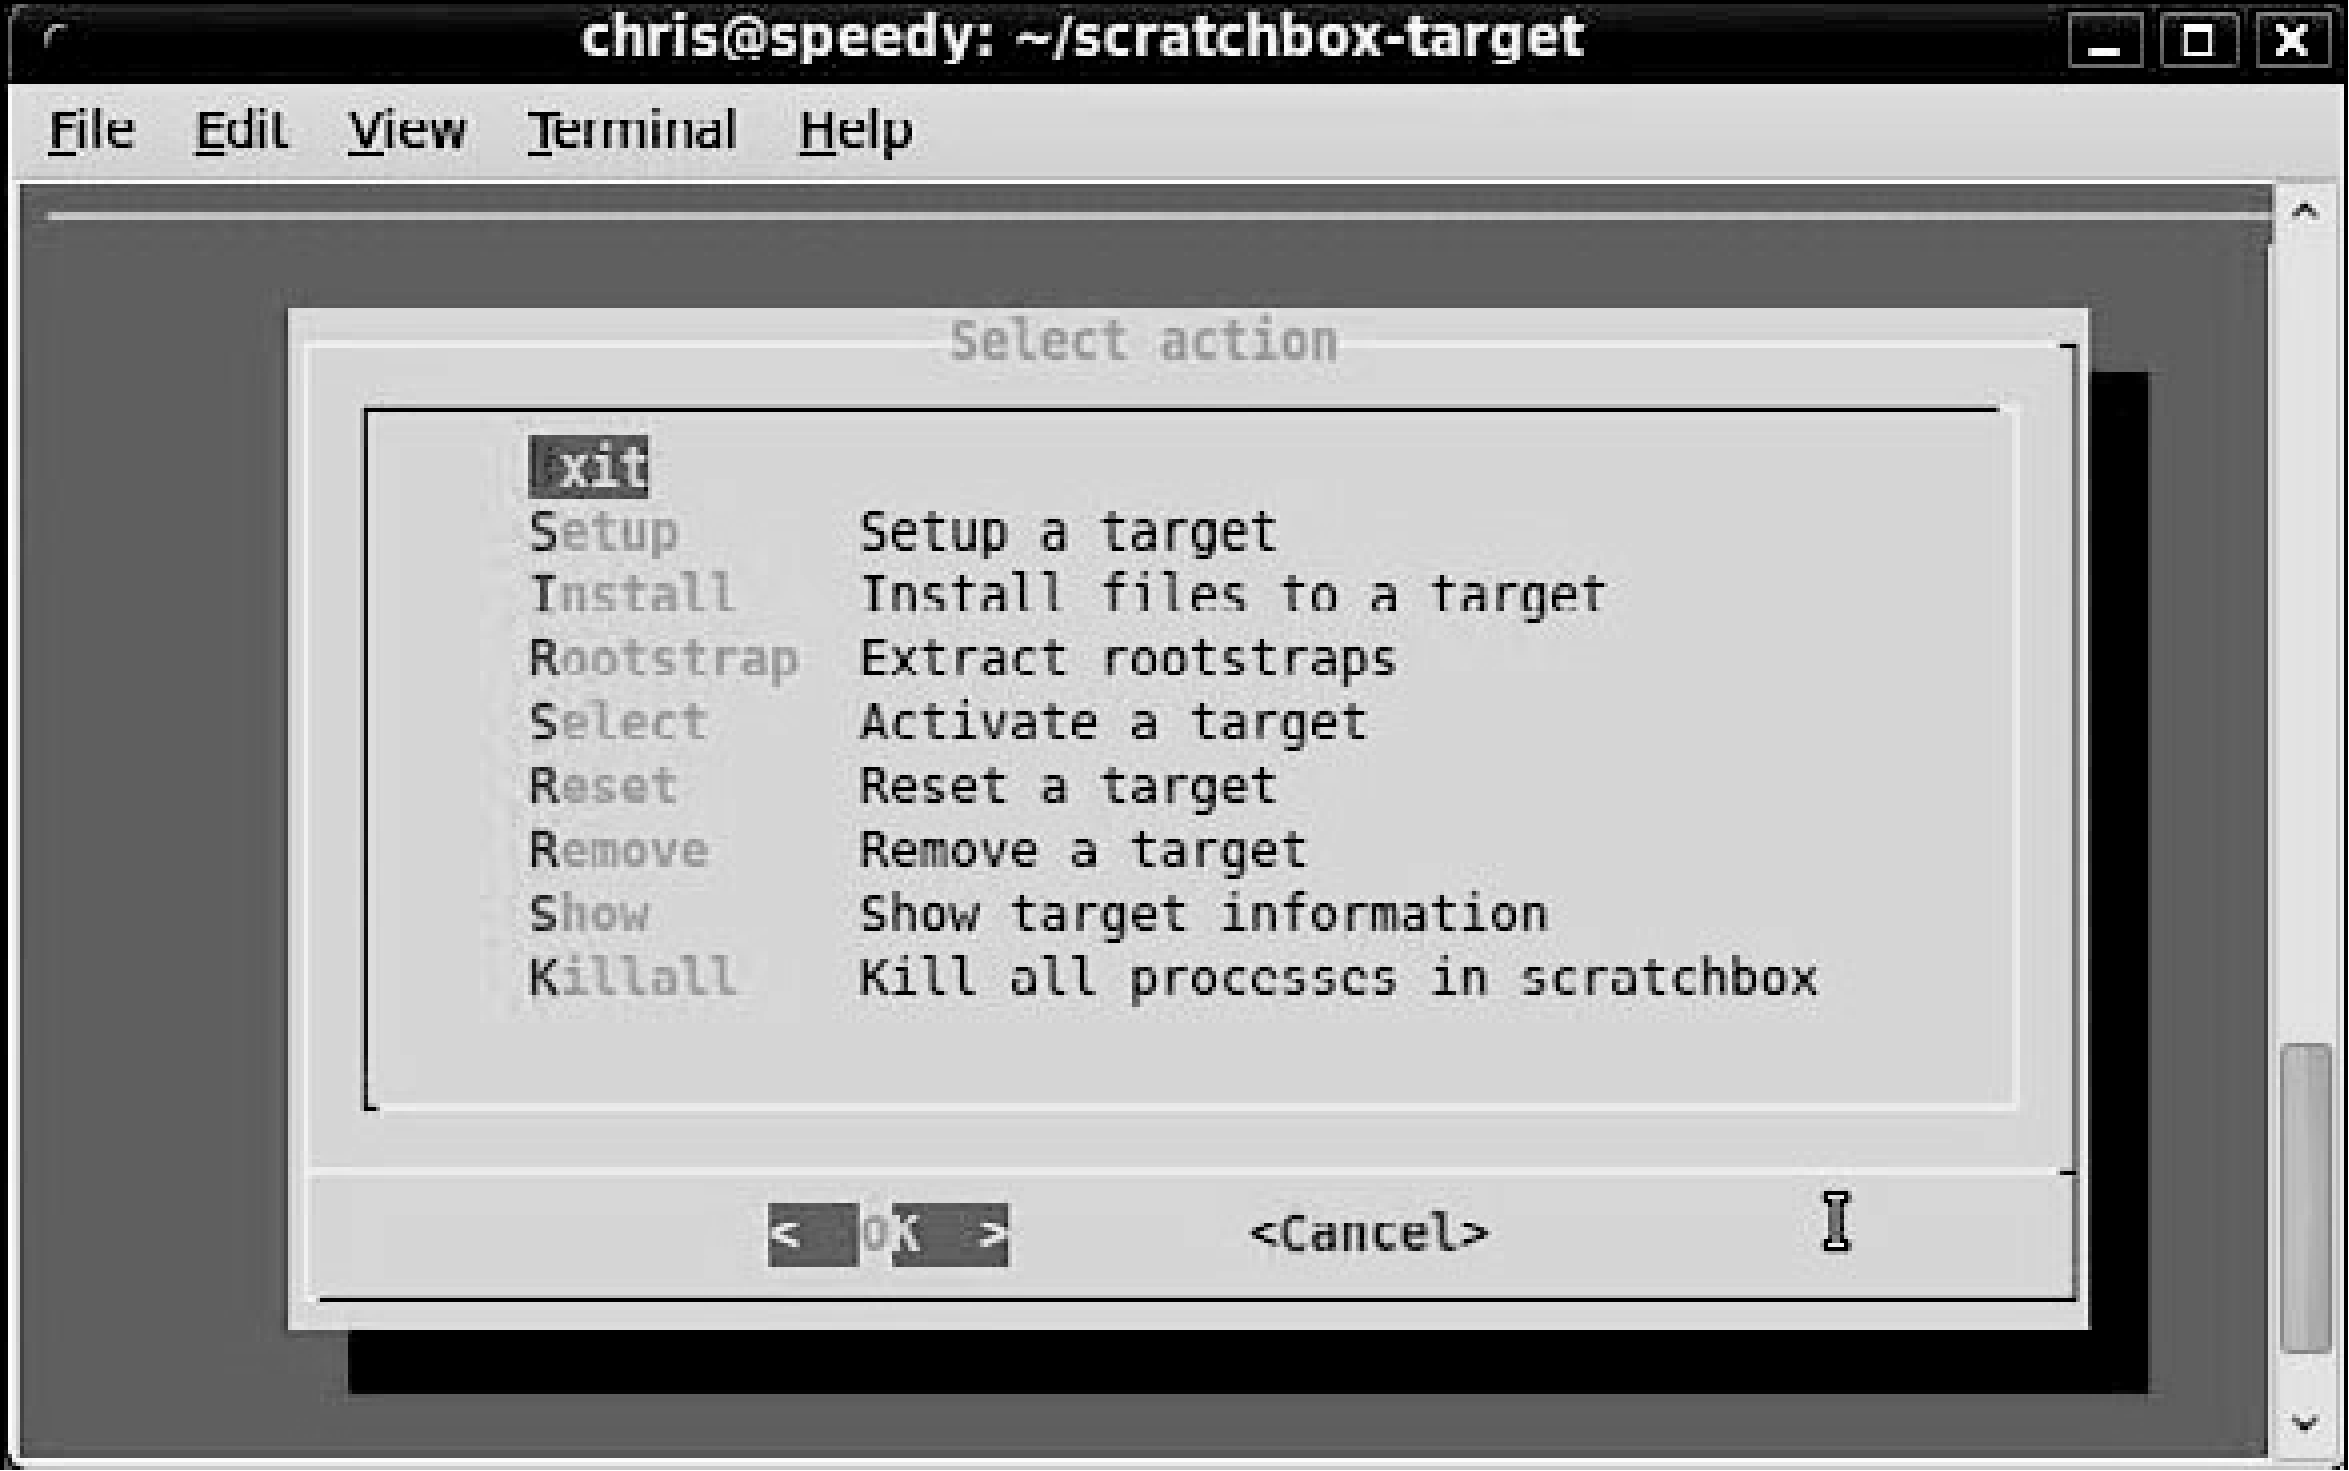 chris@speedy: ~/scratchbox-target
File Edit View Terminal Help
Select action
xit
Setup Setup a target
Install Install files to a target
Rootstrap Extract rootstraps
Select Activate a target
Reset Reset a target
Remove Remove a target
Show Show target information
Killall Kill all processes in scratchbox
< OK > <Cancel>